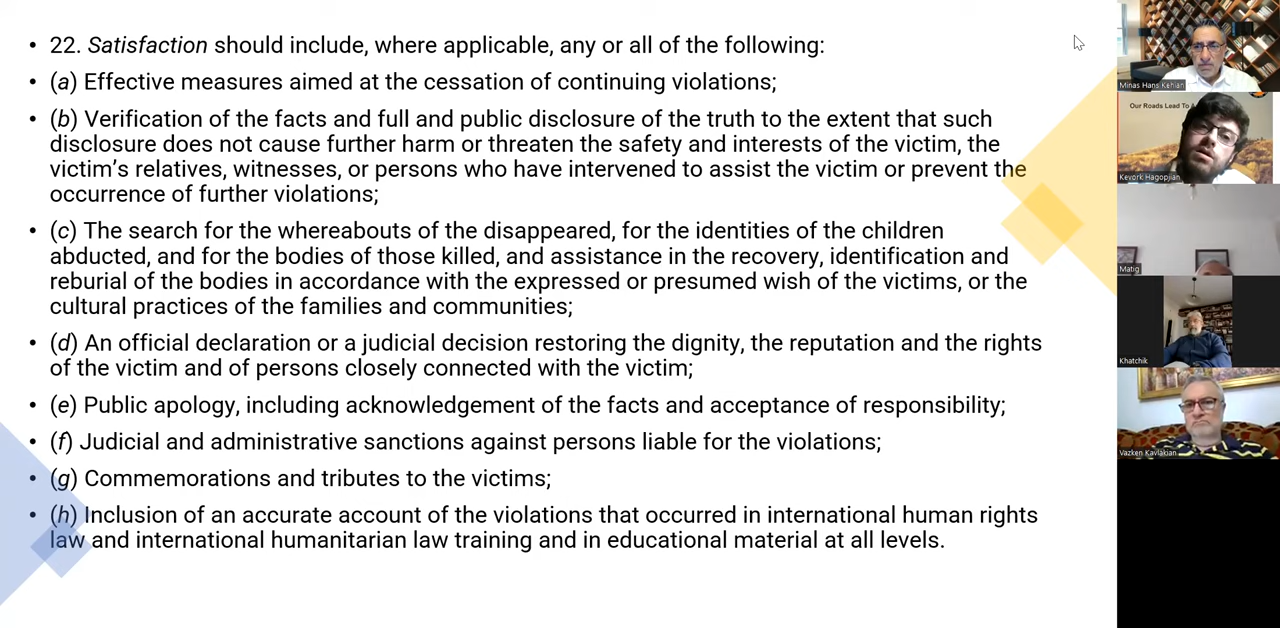 • 22. Satisfaction should include, where applicable, any or all of the following:
• (a) Effective measures aimed at the cessation of continuing violations;
• (b) Verification of the facts and full and public disclosure of the truth to the extent that such
disclosure does not cause further harm or threaten the safety and interests of the victim, the
victim’s relatives, witnesses, or persons who have intervened to assist the victim or prevent the
occurrence of further violations;
• (c) The search for the whereabouts of the disappeared, for the identities of the children
abducted, and for the bodies of those killed, and assistance in the recovery, identification and
reburial of the bodies in accordance with the expressed or presumed wish of the victims, or the
cultural practices of the families and communities;
• (d) An official declaration or a judicial decision restoring the dignity, the reputation and the rights
of the victim and of persons closely connected with the victim;
• (e) Public apology, including acknowledgement of the facts and acceptance of responsibility;
• (f) Judicial and administrative sanctions against persons liable for the violations;
• (g) Commemorations and tributes to the victims;
• (h) Inclusion of an accurate account of the violations that occurred in international human rights
law and international humanitarian law training and in educational material at all levels.
Minas Hans Kehian
Our Roads Lead To
Kevork Hagopjian
Matig
Khatchik
Vazken Kavlakian